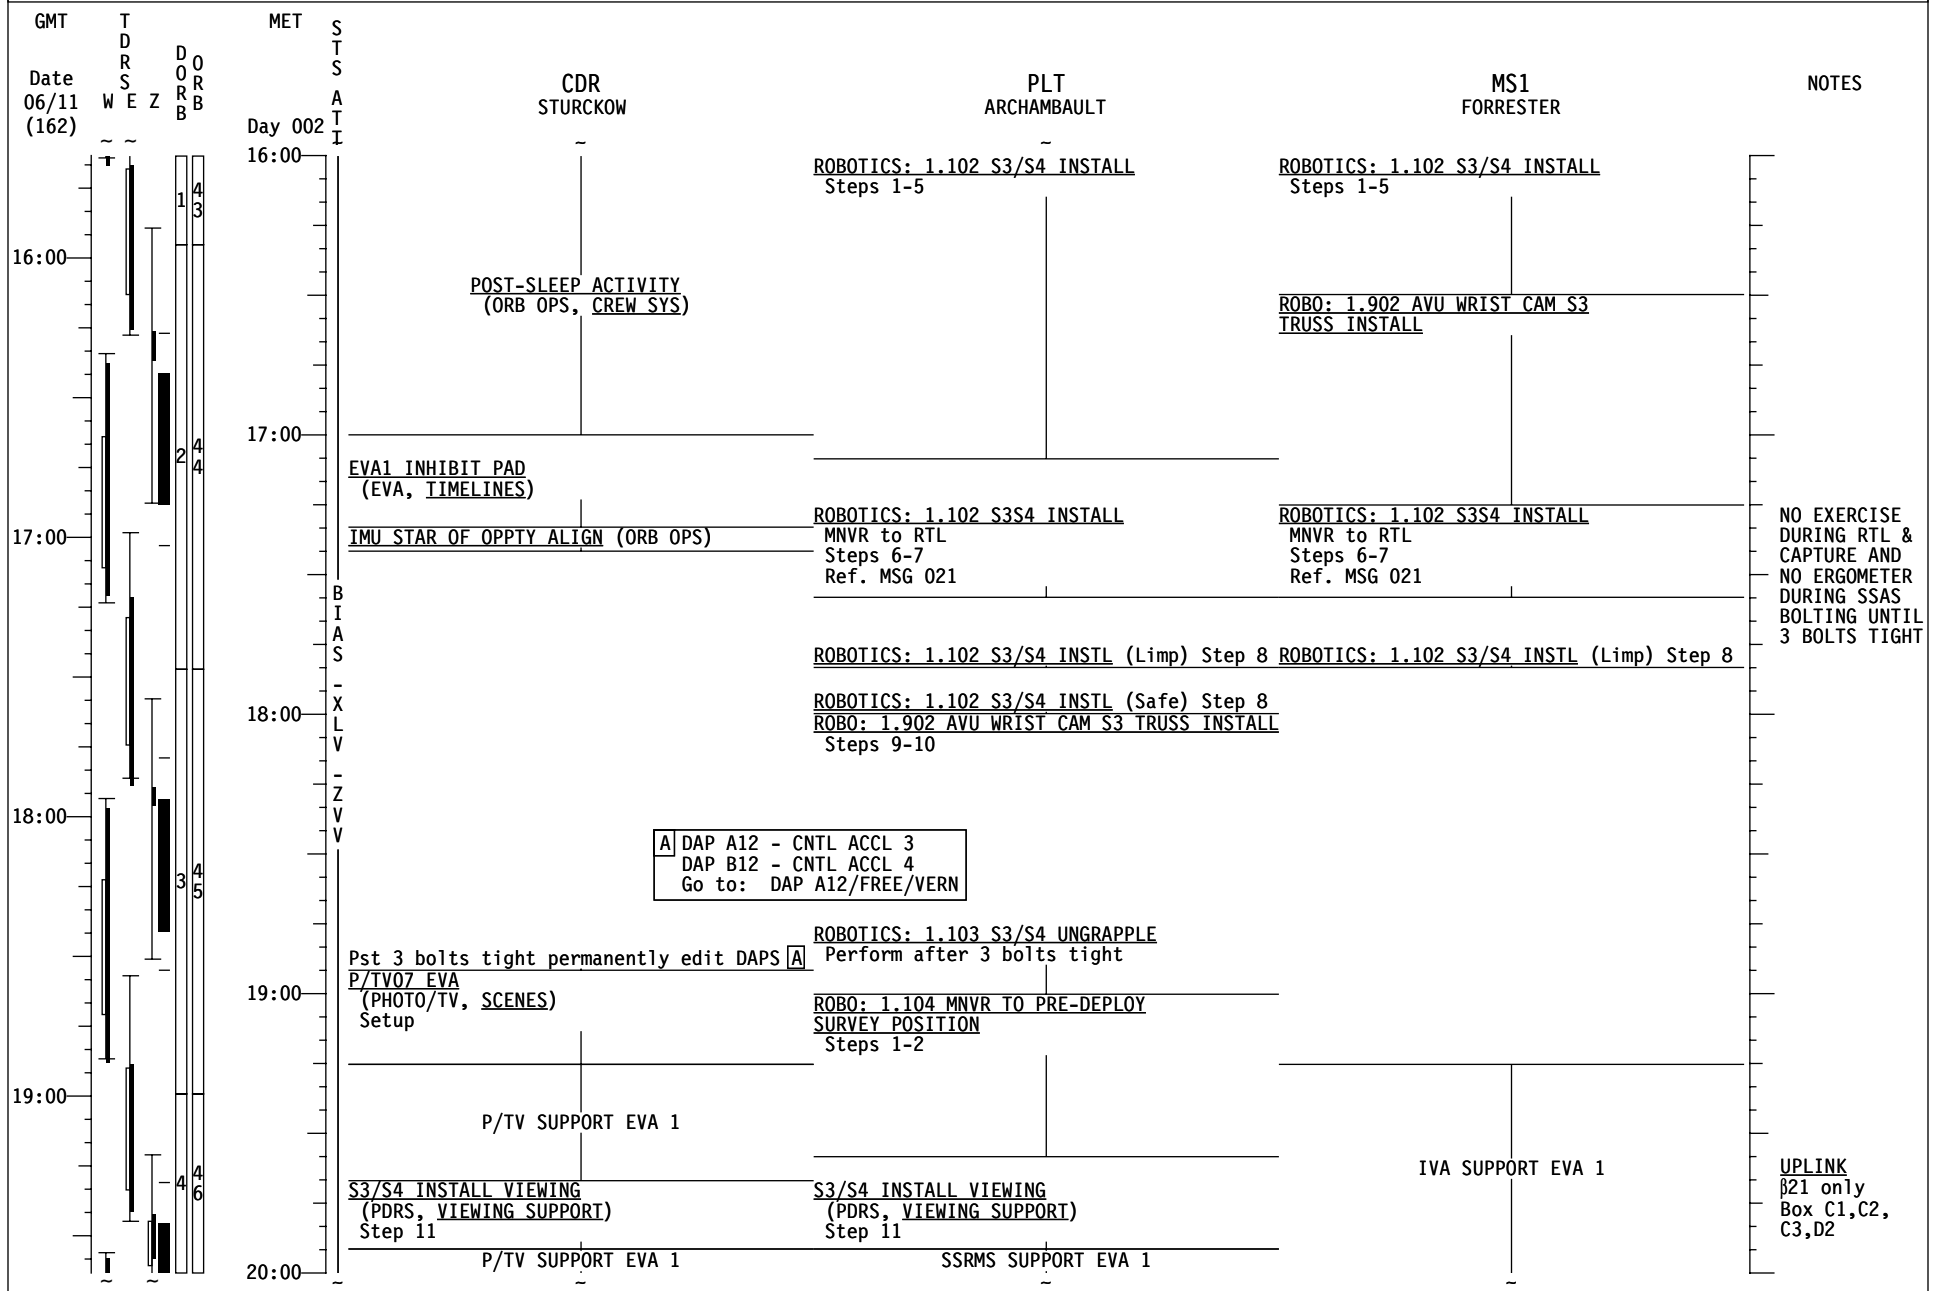 GMT
TDRS
MET
STS ATT
DORB
ORB
Date
06/11
(162)
W E Z
Day 002
CDR
STURCKOW
PLT
ARCHAMBAULT
MS1
FORRESTER
NOTES
~ ~ ~ ~
16:00
ROBOTICS: 1.102 S3/S4 INSTALL
Steps 1-5
ROBOTICS: 1.102 S3/S4 INSTALL
Steps 1-5
1
43
16:00
POST-SLEEP ACTIVITY
(ORB OPS, CREW SYS)
ROBO: 1.902 AVU WRIST CAM S3
TRUSS INSTALL
17:00
2
44
EVA1 INHIBIT PAD
(EVA, TIMELINES)
17:00
IMU STAR OF OPPTY ALIGN (ORB OPS)
ROBOTICS: 1.102 S3S4 INSTALL
MNVR to RTL
Steps 6-7
Ref. MSG 021
ROBOTICS: 1.102 S3S4 INSTALL
MNVR to RTL
Steps 6-7
Ref. MSG 021
NO EXERCISE
DURING RTL &
CAPTURE AND
NO ERGOMETER
DURING SSAS
BOLTING UNTIL
3 BOLTS TIGHT
BIAS -XLV -ZVV
ROBOTICS: 1.102 S3/S4 INSTL (Limp) Step 8
ROBOTICS: 1.102 S3/S4 INSTL (Limp) Step 8
18:00
ROBOTICS: 1.102 S3/S4 INSTL (Safe) Step 8
ROBO: 1.902 AVU WRIST CAM S3 TRUSS INSTALL
Steps 9-10
18:00
A DAP A12 - CNTL ACCL 3
DAP B12 - CNTL ACCL 4
Go to: DAP A12/FREE/VERN
3
45
Pst 3 bolts tight permanently edit DAPS A
P/TV07 EVA
(PHOTO/TV, SCENES)
Setup
ROBOTICS: 1.103 S3/S4 UNGRAPPLE
Perform after 3 bolts tight
19:00
ROBO: 1.104 MNVR TO PRE-DEPLOY
SURVEY POSITION
Steps 1-2
19:00
P/TV SUPPORT EVA 1
IVA SUPPORT EVA 1
4
46
S3/S4 INSTALL VIEWING
(PDRS, VIEWING SUPPORT)
Step 11
S3/S4 INSTALL VIEWING
(PDRS, VIEWING SUPPORT)
Step 11
UPLINK
β21 only
Box C1,C2,
C3,D2
20:00
P/TV SUPPORT EVA 1
SSRMS SUPPORT EVA 1
~ ~ ~ ~ ~ ~